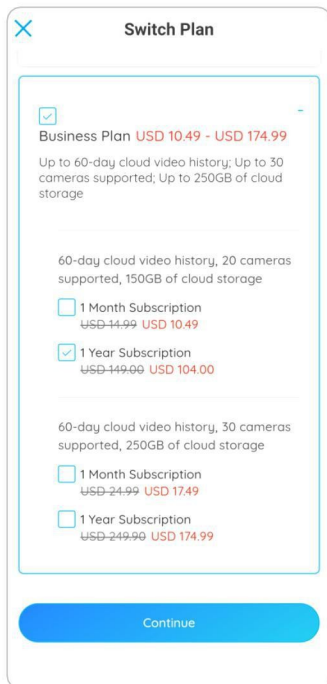 Switch Plan
Business Plan USD 10.49 - USD 174.99
Up to 60-day cloud video history; Up to 30
cameras supported; Up to 250GB of cloud
storage
60-day cloud video history, 20 cameras
supported, 150GB of cloud storage
1 Month Subscription
USD 14.99 USD 10.49
1 Year Subscription
USD 149.00 USD 104.00
60-day cloud video history, 30 cameras
supported, 250GB of cloud storage
1 Month Subscription
USD 24.99 USD 17.49
1 Year Subscription
USD 249.90 USD 174.99
Continue